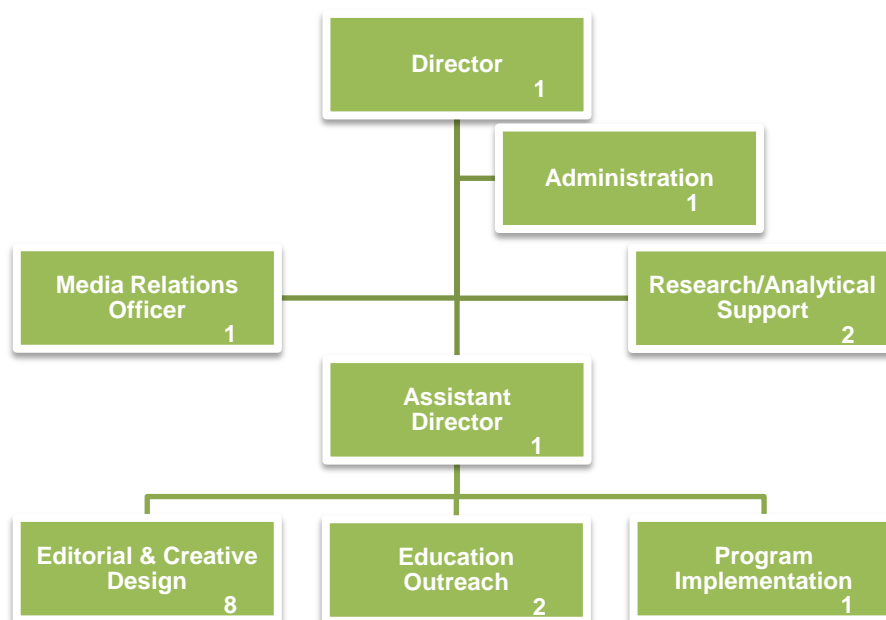 Director
1
Administration
1
Media Relations
Officer
1
Research/Analytical
Support
2
Assistant
Director
1
Editorial & Creative
Design
8
Education
Outreach
2
Program
Implementation
1